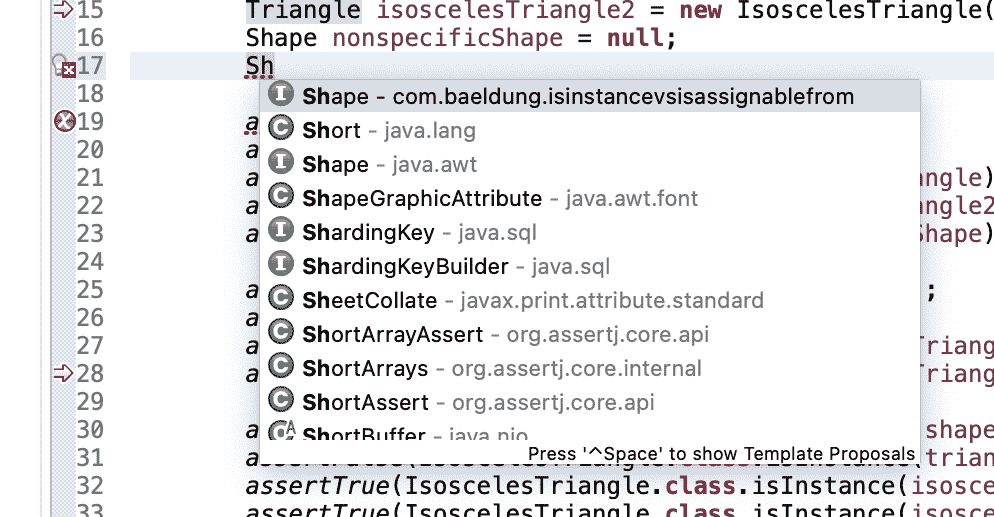 15 Triangle isoscelesTriangle2 = new IsoscelesTriangle(
16 Shape nonspecificShape = null;
17 Sh
18 Shape - com.baeldung.isinstancevsisassignablefrom
19 a Short - java.lang
20 a Shape - java.awt
21 a ShapeGraphicAttribute - java.awt.font angle)
22 a ShardingKey - java.sql angle2
23 a ShardingKeyBuilder - java.sql Shape)
24 SheetCollate - javax.print.attribute.standard
25 a ShortArrayAssert - org.assertj.core.api ;
26 a ShortArrays - org.assertj.core.internal
27 a ShortAssert - org.assertj.core.api Triang
28 a ShortBuffer - java.nio Triang
29
30 a shape
31 Press '^Space' to show Template Proposals trian
32 assertTrue(IsoscelesTriangle.class.isInstance(isosce
33 assertTrue(IsoscelesTriangle.class.isInstance(isosce